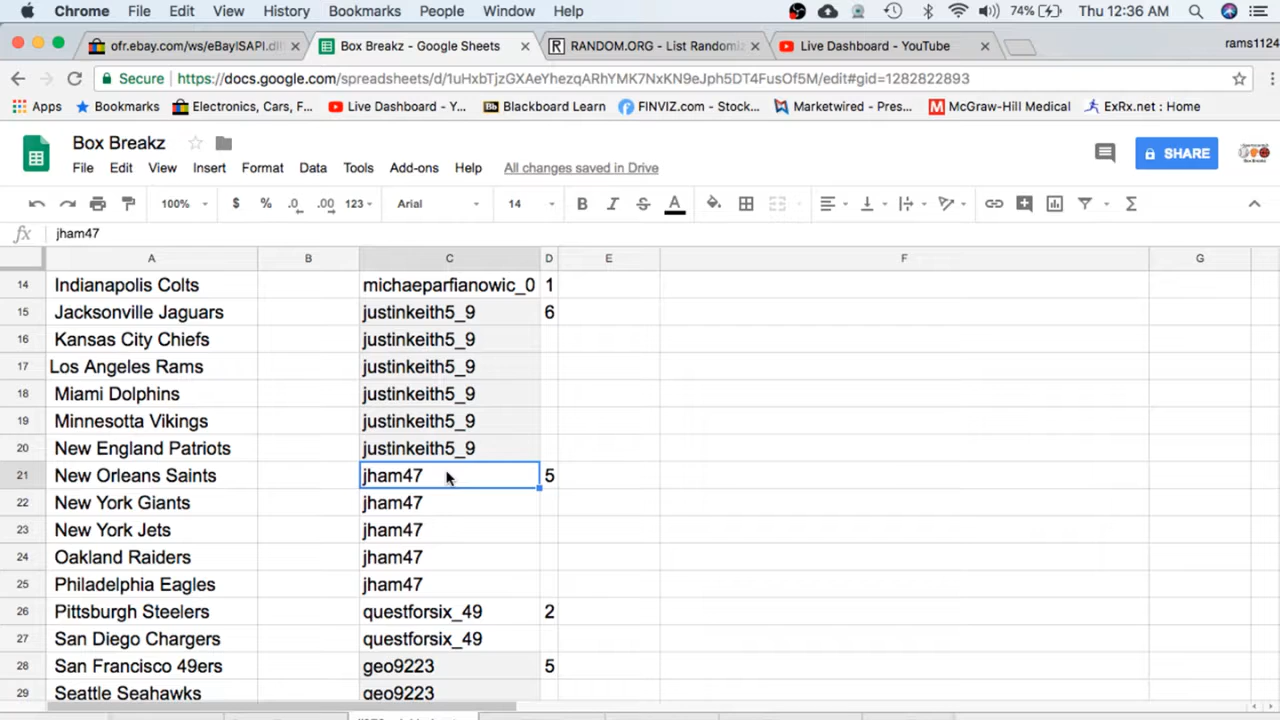 Chrome File Edit View History Bookmarks People Window Help 74% Thu 12:36 AM
ofr.ebay.com/ws/eBayISAPI.dl Box Breakz - Google Sheets RANDOM.ORG - List Randomiz Live Dashboard - YouTube rams1124
Secure https://docs.google.com/spreadsheets/d/1uHxbTjzGXAeYhezqARhYMK7NxKN9eJph5DT4FusOf5M/edit#gid=1282822893
Apps Bookmarks Electronics, Cars, F... Live Dashboard - Y... Bb Blackboard Learn FINVIZ.com - Stock... Marketwired - Pres... M McGraw-Hill Medical ExRx.net : Home
Box Breakz
File Edit View Insert Format Data Tools Add-ons Help All changes saved in Drive SHARE
100% $ % .0 .00 123 Arial 14 B I S A Σ
fx jham47
A B C D E F G
14 Indianapolis Colts michaeparfianowic_0 1
15 Jacksonville Jaguars justinkeith5_9 6
16 Kansas City Chiefs justinkeith5_9
17 Los Angeles Rams justinkeith5_9
18 Miami Dolphins justinkeith5_9
19 Minnesotta Vikings justinkeith5_9
20 New England Patriots justinkeith5_9
21 New Orleans Saints jham47 5
22 New York Giants jham47
23 New York Jets jham47
24 Oakland Raiders jham47
25 Philadelphia Eagles jham47
26 Pittsburgh Steelers questforsix_49 2
27 San Diego Chargers questforsix_49
28 San Francisco 49ers geo9223 5
29 Seattle Seahawks geo9223